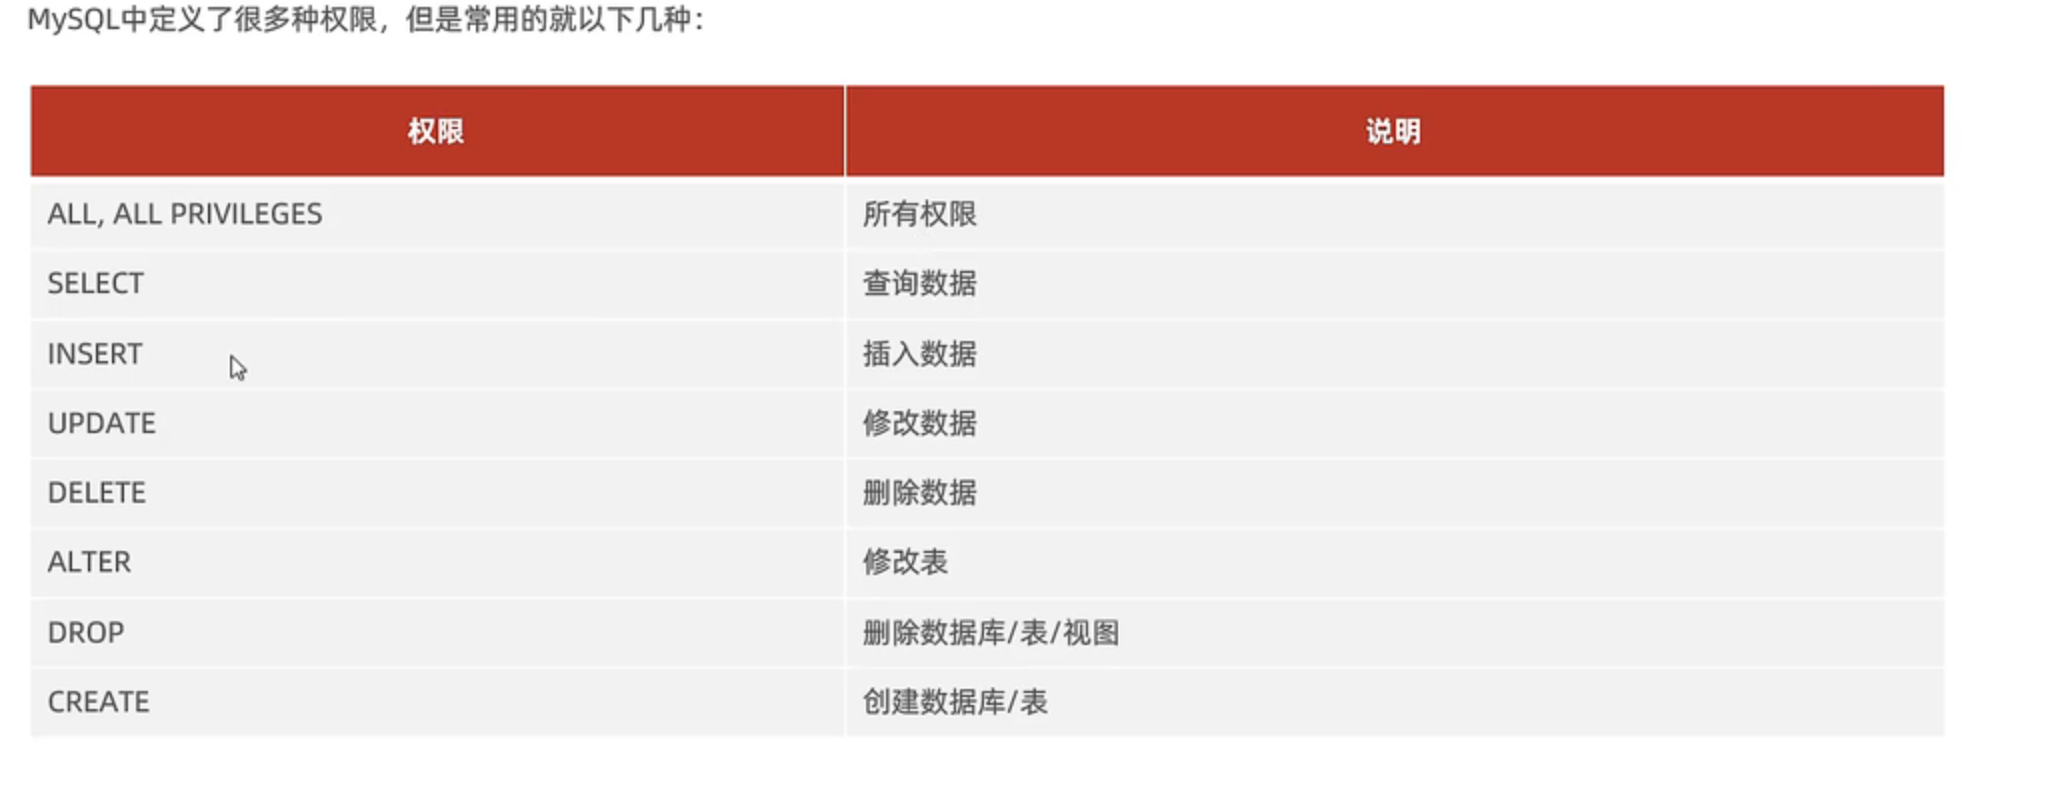 MySQL中定义了很多种权限，但是常用的就以下几种：
权限 说明
ALL, ALL PRIVILEGES 所有权限
SELECT 查询数据
INSERT 插入数据
UPDATE 修改数据
DELETE 删除数据
ALTER 修改表
DROP 删除数据库/表/视图
CREATE 创建数据库/表